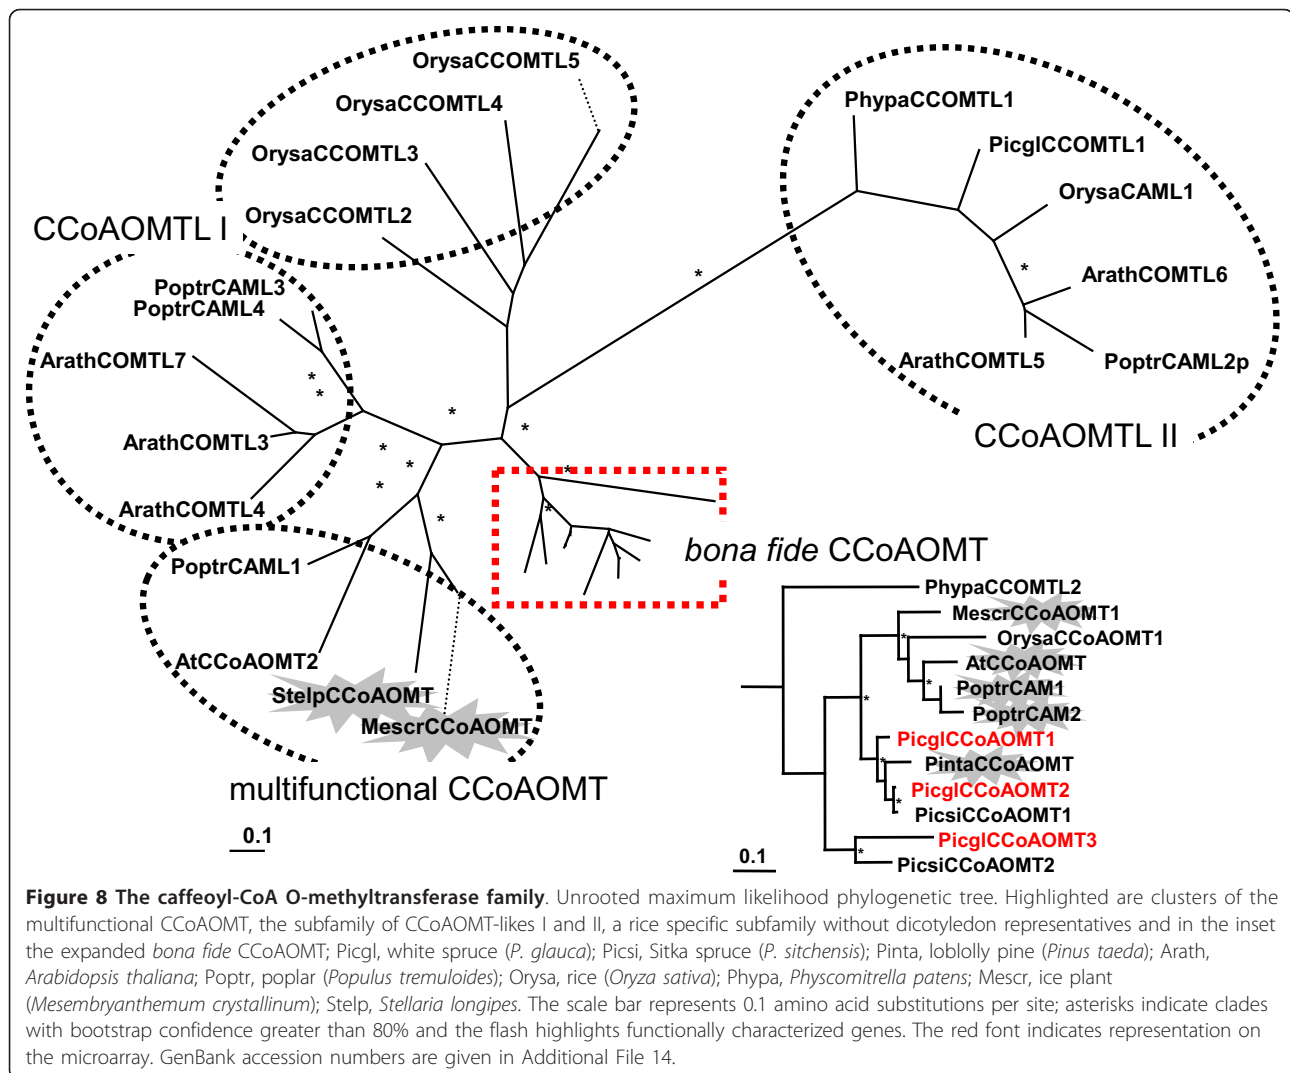 OrysaCCOMTL5
OrysaCCOMTL4
OrysaCCOMTL3
OrysaCCOMTL2
CCoAOMTL I
PoptrCAML3
PoptrCAML4
ArathCOMTL7
ArathCOMTL3
ArathCOMTL4
PoptrCAML1
AtCCoAOMT2
StelpCCoAOMT
MescrCCoAOMT
multifunctional CCoAOMT
0.1
PhypaCCOMTL1
PicglCCOMTL1
OrysaCAML1
ArathCOMTL6
ArathCOMTL5
PoptrCAML2p
CCoAOMTL II
bona fide CCoAOMT
PhypaCCOMTL2
MescrCCoAOMT1
OrysaCCoAOMT1
AtCCoAOMT
PoptrCAM1
PoptrCAM2
PicglCCoAOMT1
PintaCCoAOMT
PicglCCoAOMT2
PicsiCCoAOMT1
PicglCCoAOMT3
PicsiCCoAOMT2
0.1
Figure 8 The caffeoyl-CoA O-methyltransferase family. Unrooted maximum likelihood phylogenetic tree. Highlighted are clusters of the
multifunctional CCoAOMT, the subfamily of CCoAOMT-likes I and II, a rice specific subfamily without dicotyledon representatives and in the inset
the expanded bona fide CCoAOMT; Picgl, white spruce (P. glauca); Picsi, Sitka spruce (P. sitchensis); Pinta, loblolly pine (Pinus taeda); Arath,
Arabidopsis thaliana; Poptr, poplar (Populus tremuloides); Orysa, rice (Oryza sativa); Phypa, Physcomitrella patens; Mescr, ice plant
(Mesembryanthemum crystallinum); Stelp, Stellaria longipes. The scale bar represents 0.1 amino acid substitutions per site; asterisks indicate clades
with bootstrap confidence greater than 80% and the flash highlights functionally characterized genes. The red font indicates representation on
the microarray. GenBank accession numbers are given in Additional File 14.